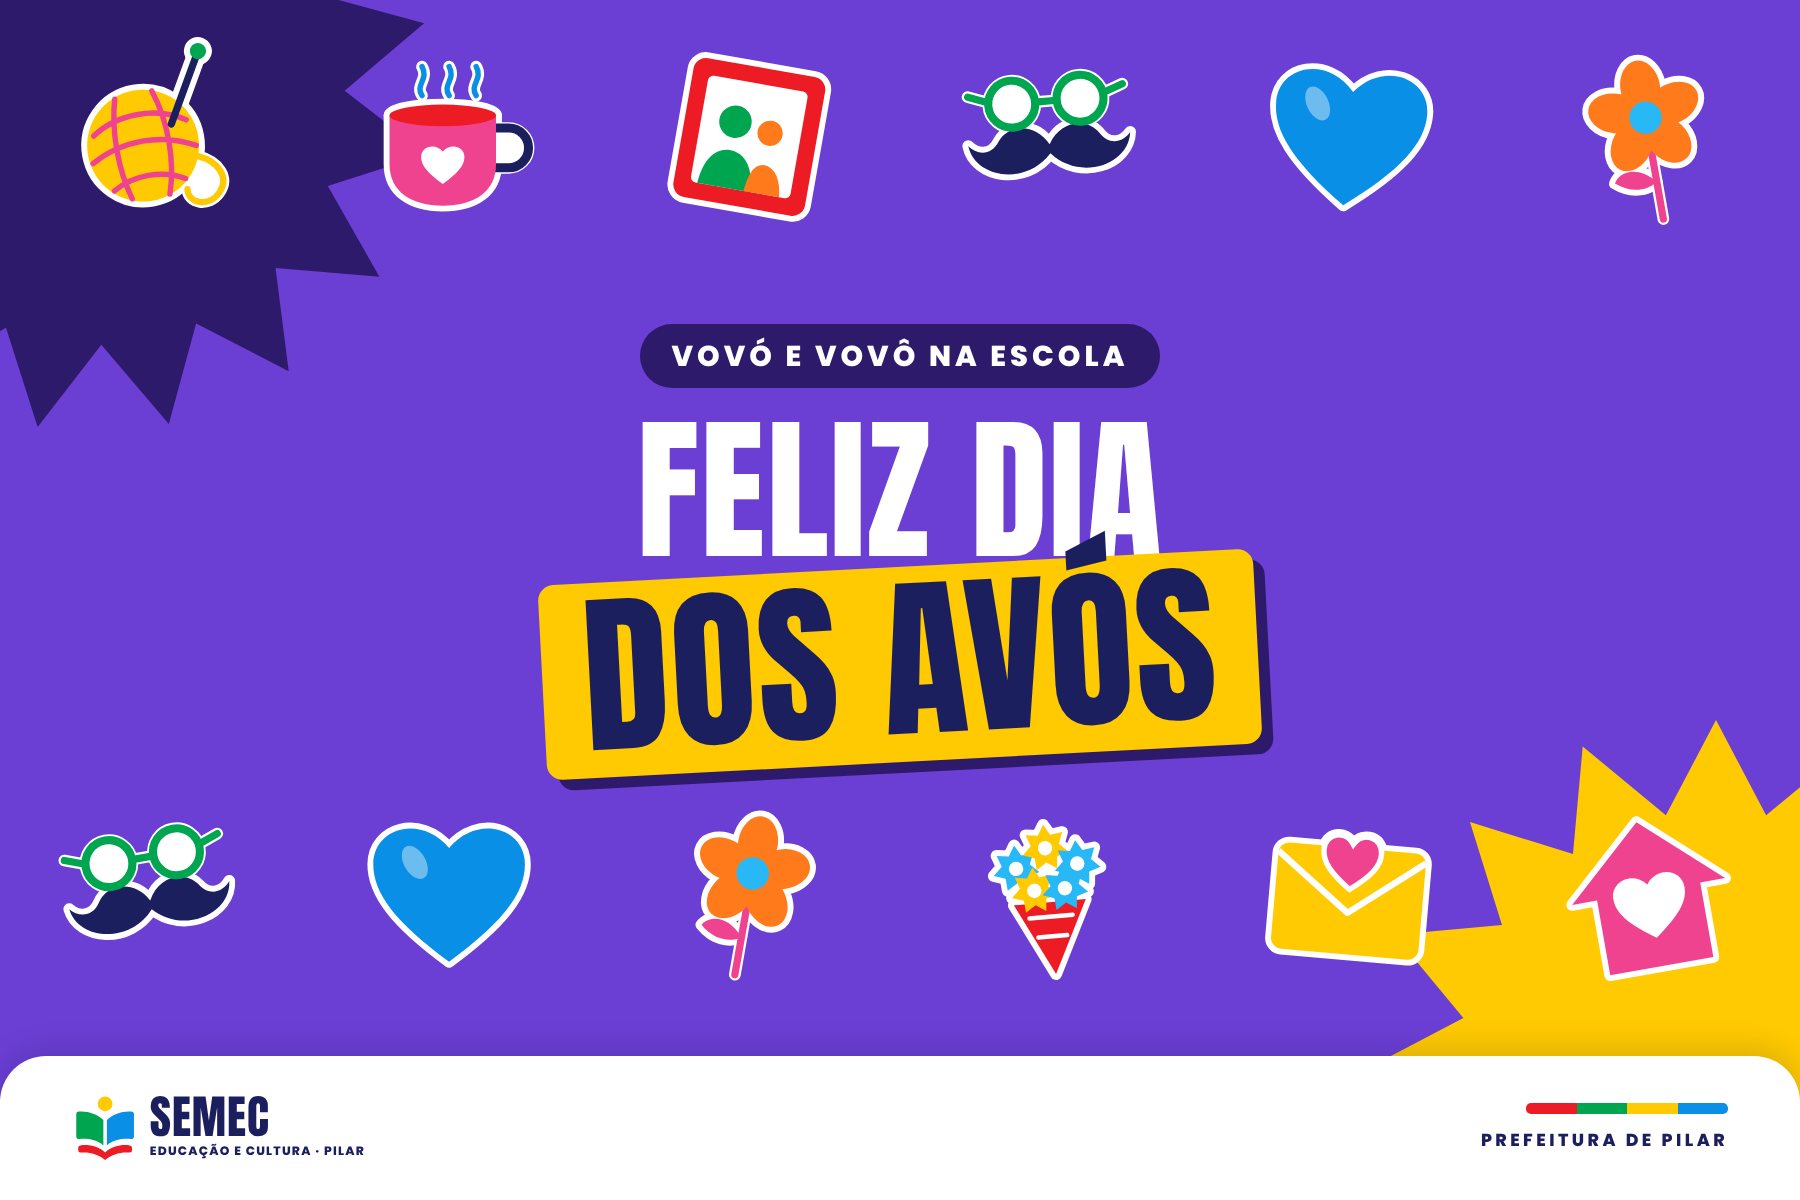 VOVÓ E VOVÔ NA ESCOLA
FELIZ DIA
DOS AVÓS
SEMEC
EDUCAÇÃO E CULTURA · PILAR
PREFEITURA DE PILAR